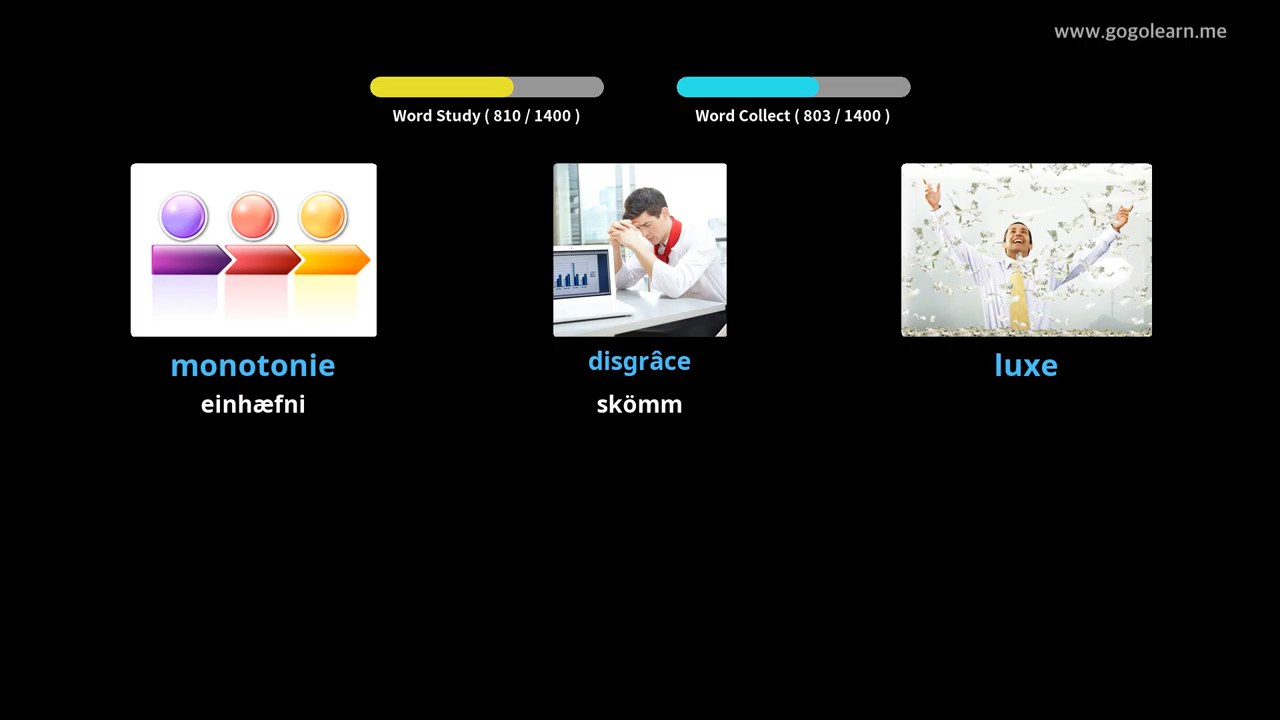 www.gogolearn.me
Word Study ( 810 / 1400 )
Word Collect ( 803 / 1400 )
monotonie
einhæfni
disgrâce
skömm
luxe